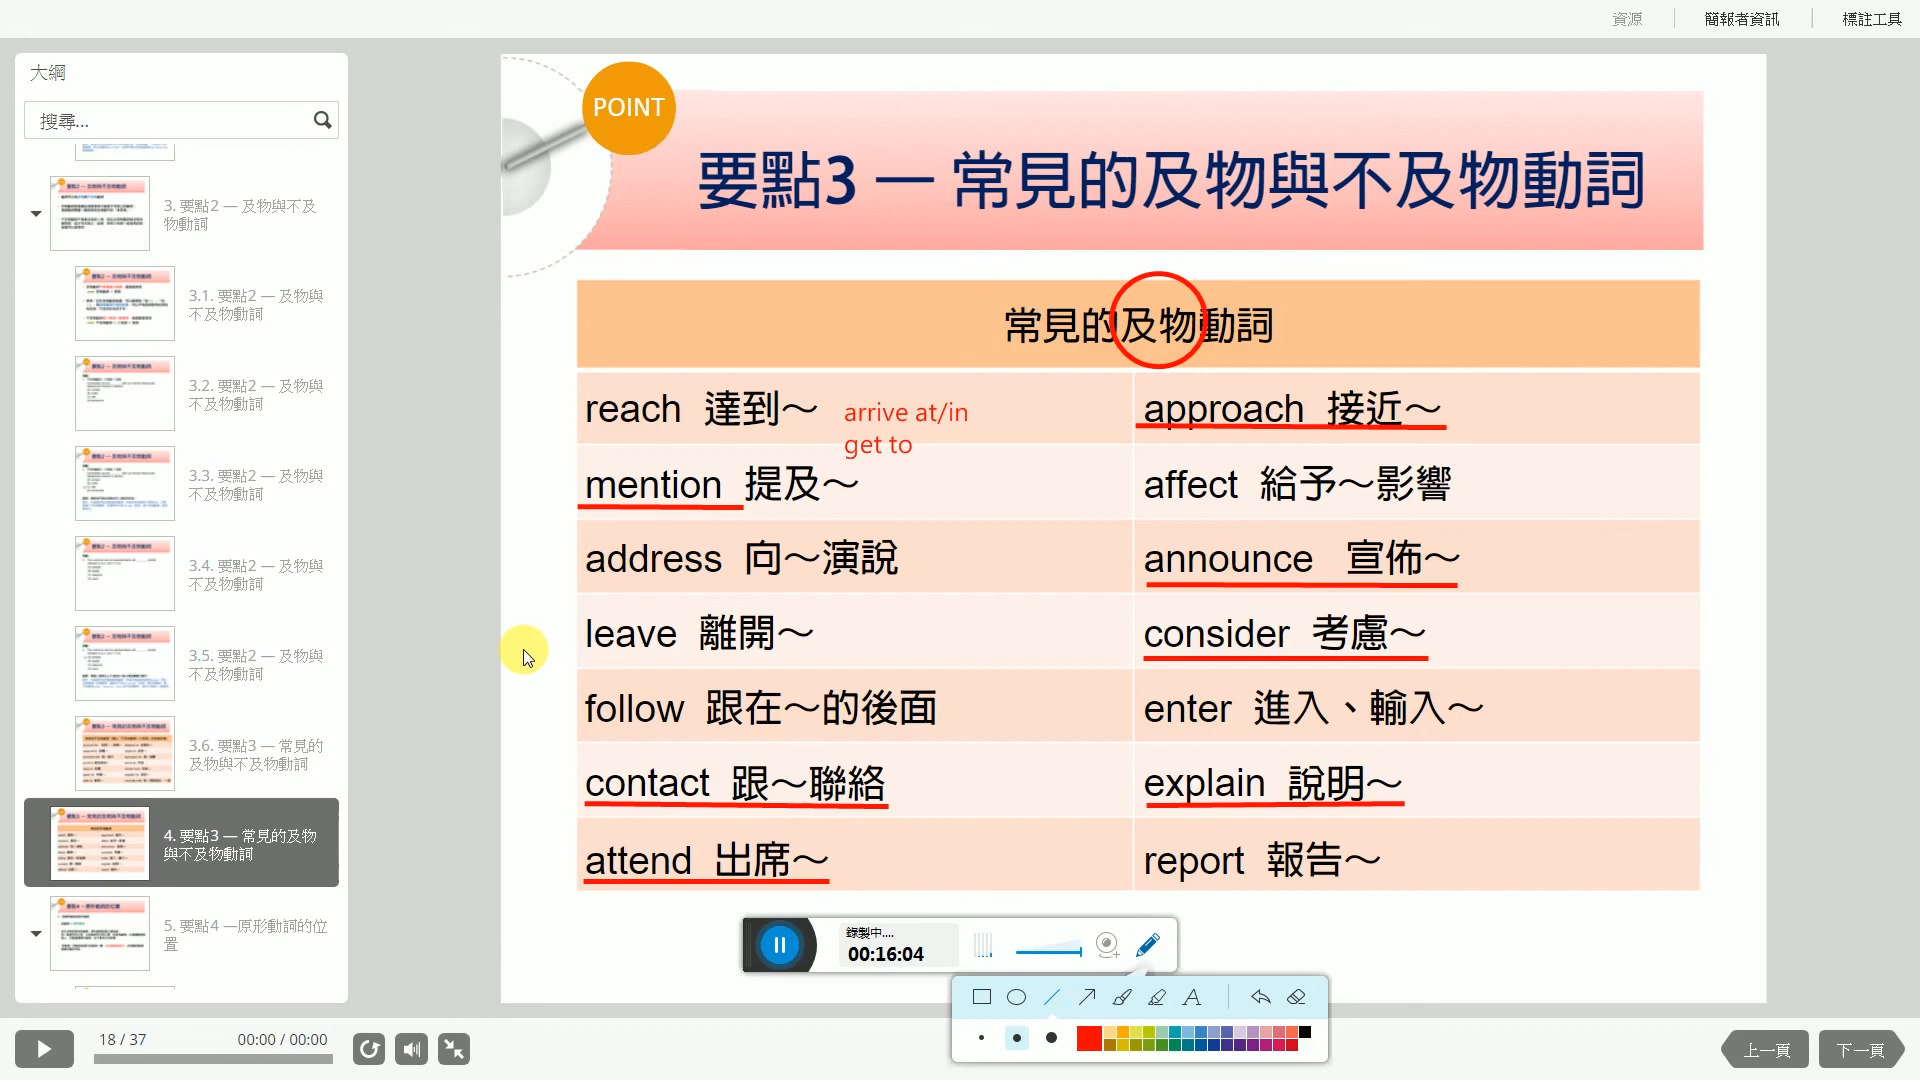 資源
簡報者資訊
標註工具
大綱
搜尋...
3. 要點2 — 及物與不及
物動詞
3.1. 要點2 — 及物與
不及物動詞
3.2. 要點2 — 及物與
不及物動詞
3.3. 要點2 — 及物與
不及物動詞
3.4. 要點2 — 及物與
不及物動詞
3.5. 要點2 — 及物與
不及物動詞
3.6. 要點3 — 常見的
及物與不及物動詞
4. 要點3 — 常見的及物
與不及物動詞
5. 要點4 —原形動詞的位
置
POINT
要點3 — 常見的及物與不及物動詞
常見的及物動詞
reach 達到～
arrive at/in
get to
approach 接近～
mention 提及～
affect 給予～影響
address 向～演說
announce 宣佈～
leave 離開～
consider 考慮～
follow 跟在～的後面
enter 進入、輸入～
contact 跟～聯絡
explain 說明～
attend 出席～
report 報告～
錄製中....
00:16:04
A
18 / 37
00:00 / 00:00
上一頁
下一頁